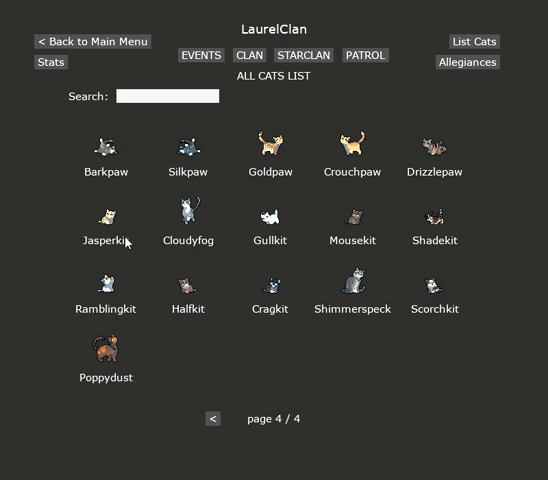 LaurelClan
< Back to Main Menu
List Cats
Stats
EVENTS
CLAN
STARCLAN
PATROL
Allegiances
ALL CATS LIST
Search:
Barkpaw
Silkpaw
Goldpaw
Crouchpaw
Drizzlepaw
Jasperkit
Cloudyfog
Gullkit
Mousekit
Shadekit
Ramblingkit
Halfkit
Cragkit
Shimmerspeck
Scorchkit
Poppydust
<
page 4 / 4